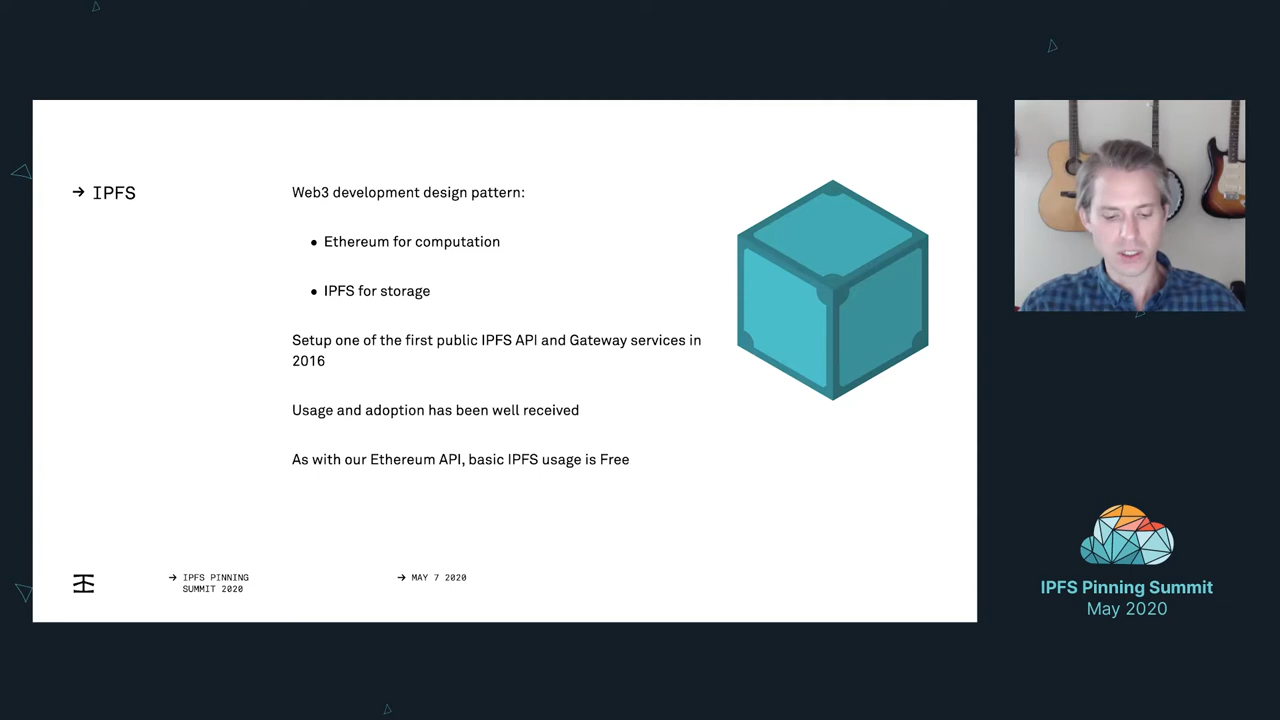 → IPFS
Web3 development design pattern:
● Ethereum for computation
● IPFS for storage
Setup one of the first public IPFS API and Gateway services in
2016
Usage and adoption has been well received
As with our Ethereum API, basic IPFS usage is Free
→ IPFS PINNING
SUMMIT 2020
→ MAY 7 2020
IPFS Pinning Summit
May 2020